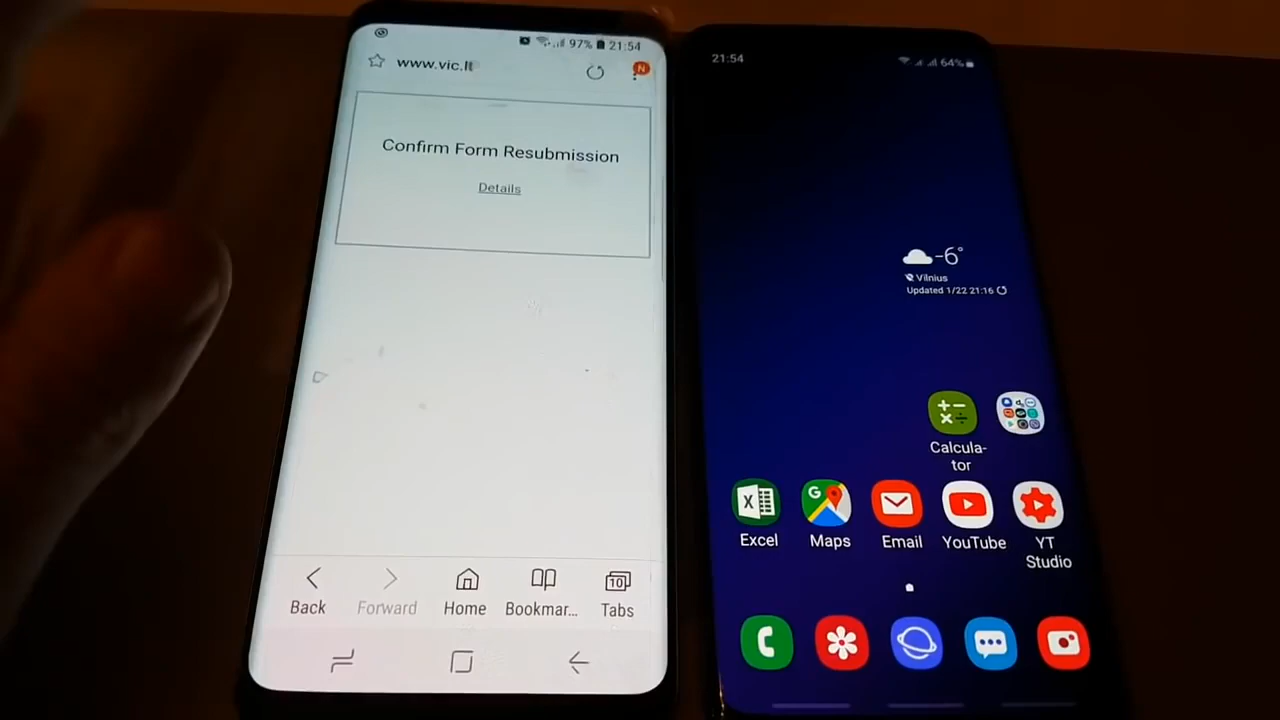 97% 21:54
www.vic.lt
N
Confirm Form Resubmission
Details
10
Back
Forward
Home
Bookmar...
Tabs
21:54
64%
-6°
Vilnius
Updated 1/22 21:16
Calcula-
tor
X
G
Excel
Maps
Email
YouTube
YT
Studio